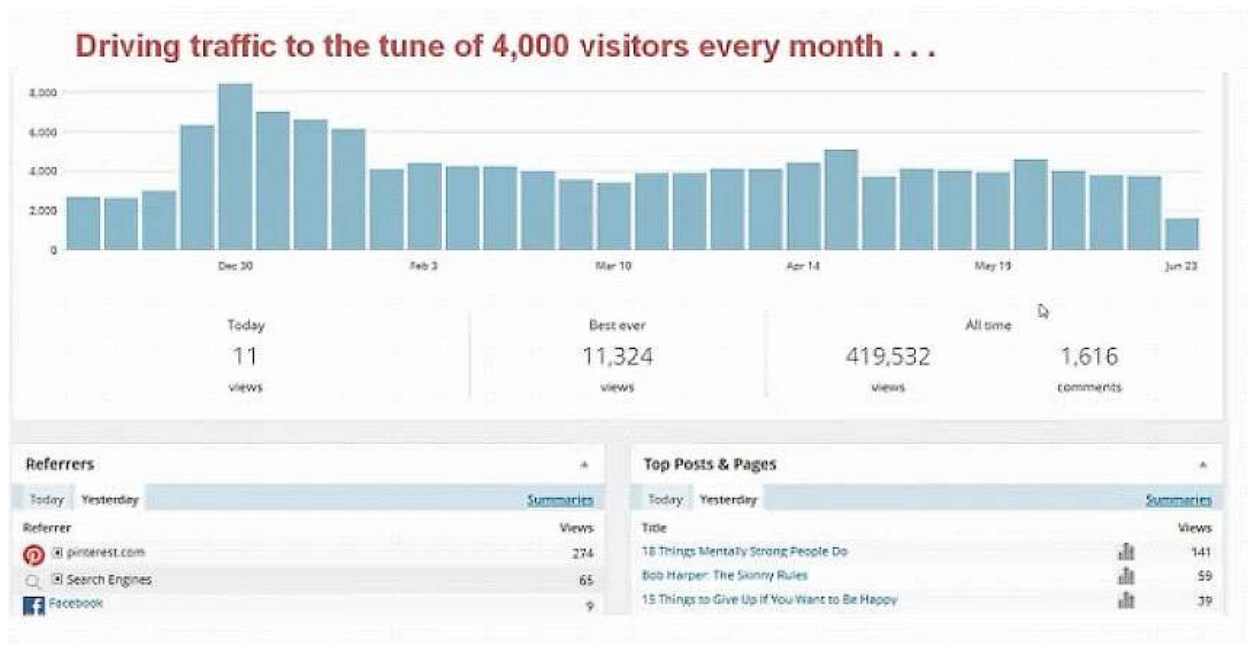 Driving traffic to the tune of 4,000 visitors every month . . .
8,000
6,000
4,000
2,000
0
Dec 30 Feb 3 Mar 10 Apr 14 May 19 Jun 23
Today Best ever All time
11 11,324 419,532 1,616
views views views comments
Referrers Top Posts & Pages
Today Yesterday Summaries Today Yesterday Summaries
Referrer Views Title Views
pinterest.com 274 18 Things Mentally Strong People Do 141
Search Engines 65 Bob Harper: The Skinny Rules 59
Facebook 9 15 Things to Give Up If You Want to Be Happy 39